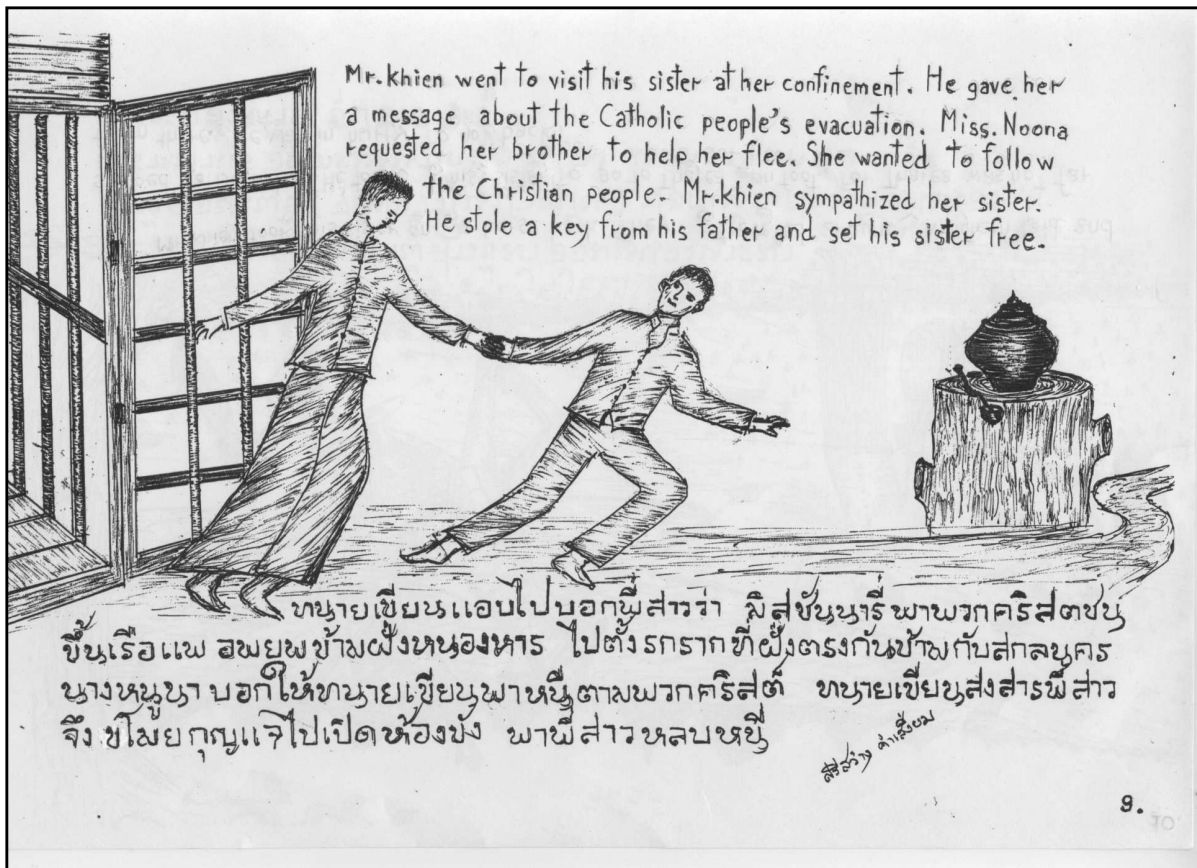 Mr.Khien went to visit his sister at her confinement. He gave her
a message about the Catholic people's evacuation. Miss. Noona
requested her brother to help her flee. She wanted to follow
the Christian people. Mr.Khien sympathized her sister.
He stole a key from his father and set his sister free.
ทนายเขียนแอบไปบอกพี่สาวว่า มิสชันนารีพาพวกคริสตชน
ขึ้นเรือแพ อพยพข้ามฝั่งหนองหาร ไปตั้งรกรากที่ฝั่งตรงกันข้ามกับสกลนคร
นางหนูนา บอกให้ทนายเขียนพาหนีตามพวกคริสต์ ทนายเขียนสงสารพี่สาว
จึงขโมยกุญแจไปเปิดห้องขัง พาพี่สาวหลบหนี
9.